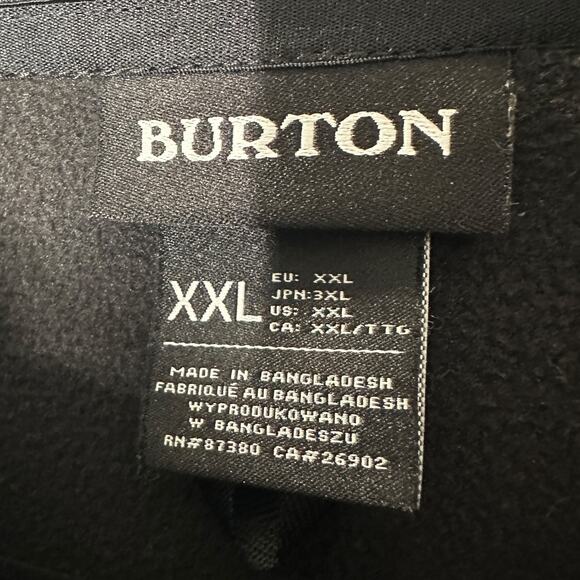 BURTON
XXL
EU: XXL
JPN:3XL
US: XXL
CA: XXL/TTG
MADE IN BANGLADESH
FABRIQUÉ AU BANGLADESH
WYPRODUKOWANO
W BANGLADESZU
RN#87380 CA#26902